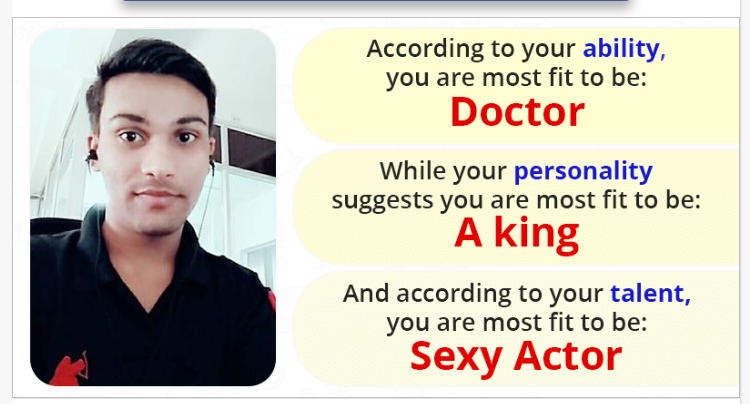 According to your ability,
you are most fit to be:
Doctor
While your personality
suggests you are most fit to be:
A king
And according to your talent,
you are most fit to be:
Sexy Actor